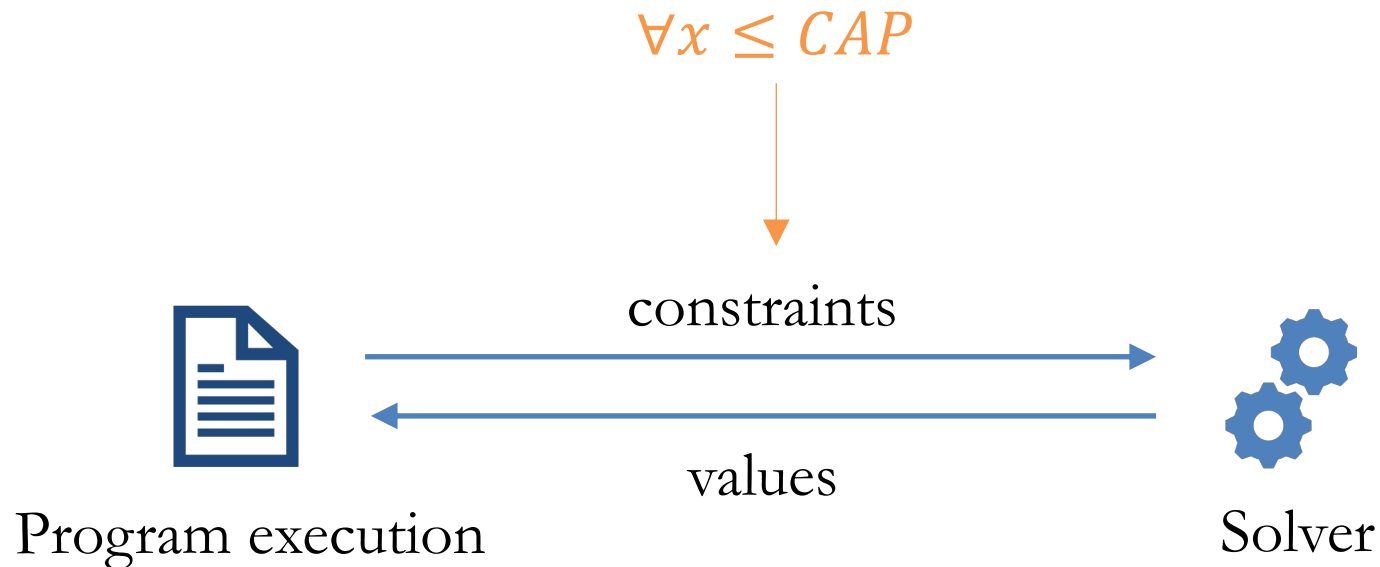 ∀x ≤ CAP
constraints
values
Program execution
Solver